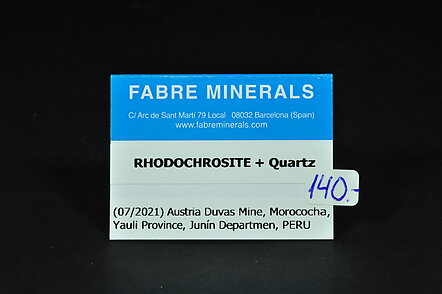 FABRE MINERALS
C/ Arc de Sant Martí 79 Local 08032 Barcelona (Spain)
www.fabreminerals.com
RHODOCHROSITE + Quartz
140.-
(07/2021) Austria Duvas Mine, Morococha,
Yauli Province, Junín Departmen, PERU